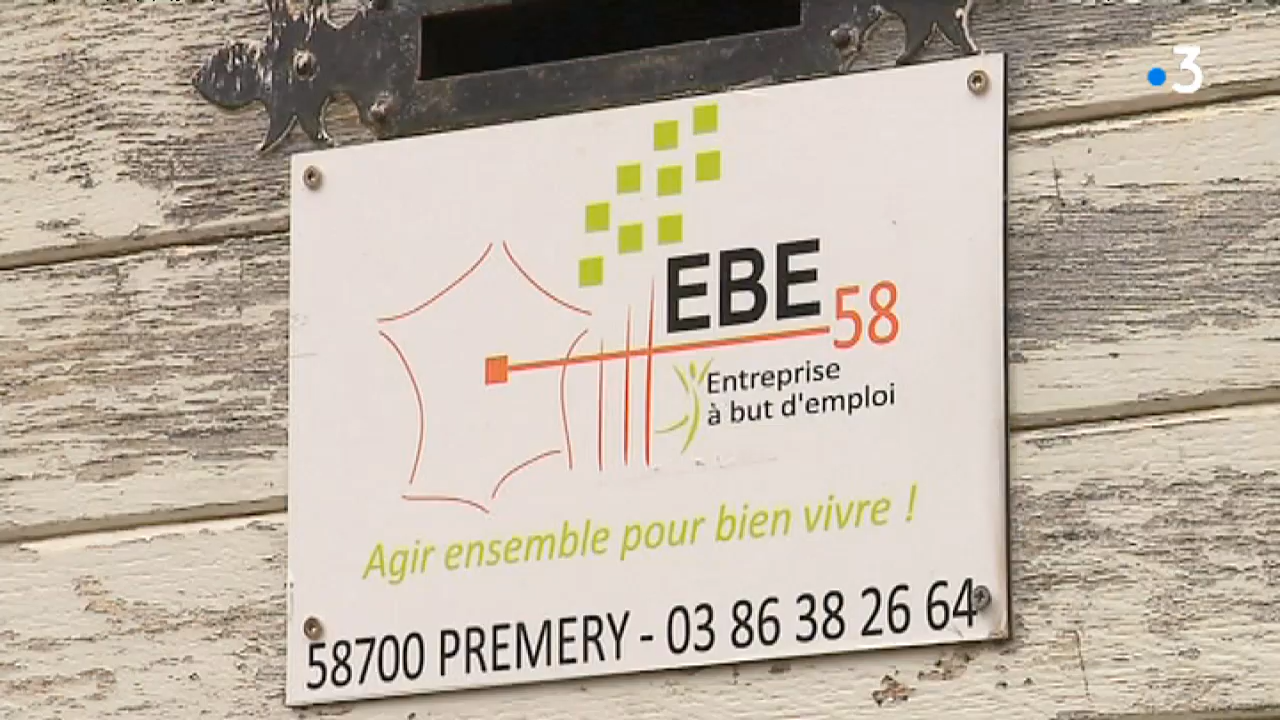 3
EBE 58
Entreprise
à but d'emploi
Agir ensemble pour bien vivre !
58700 PREMERY - 03 86 38 26 64